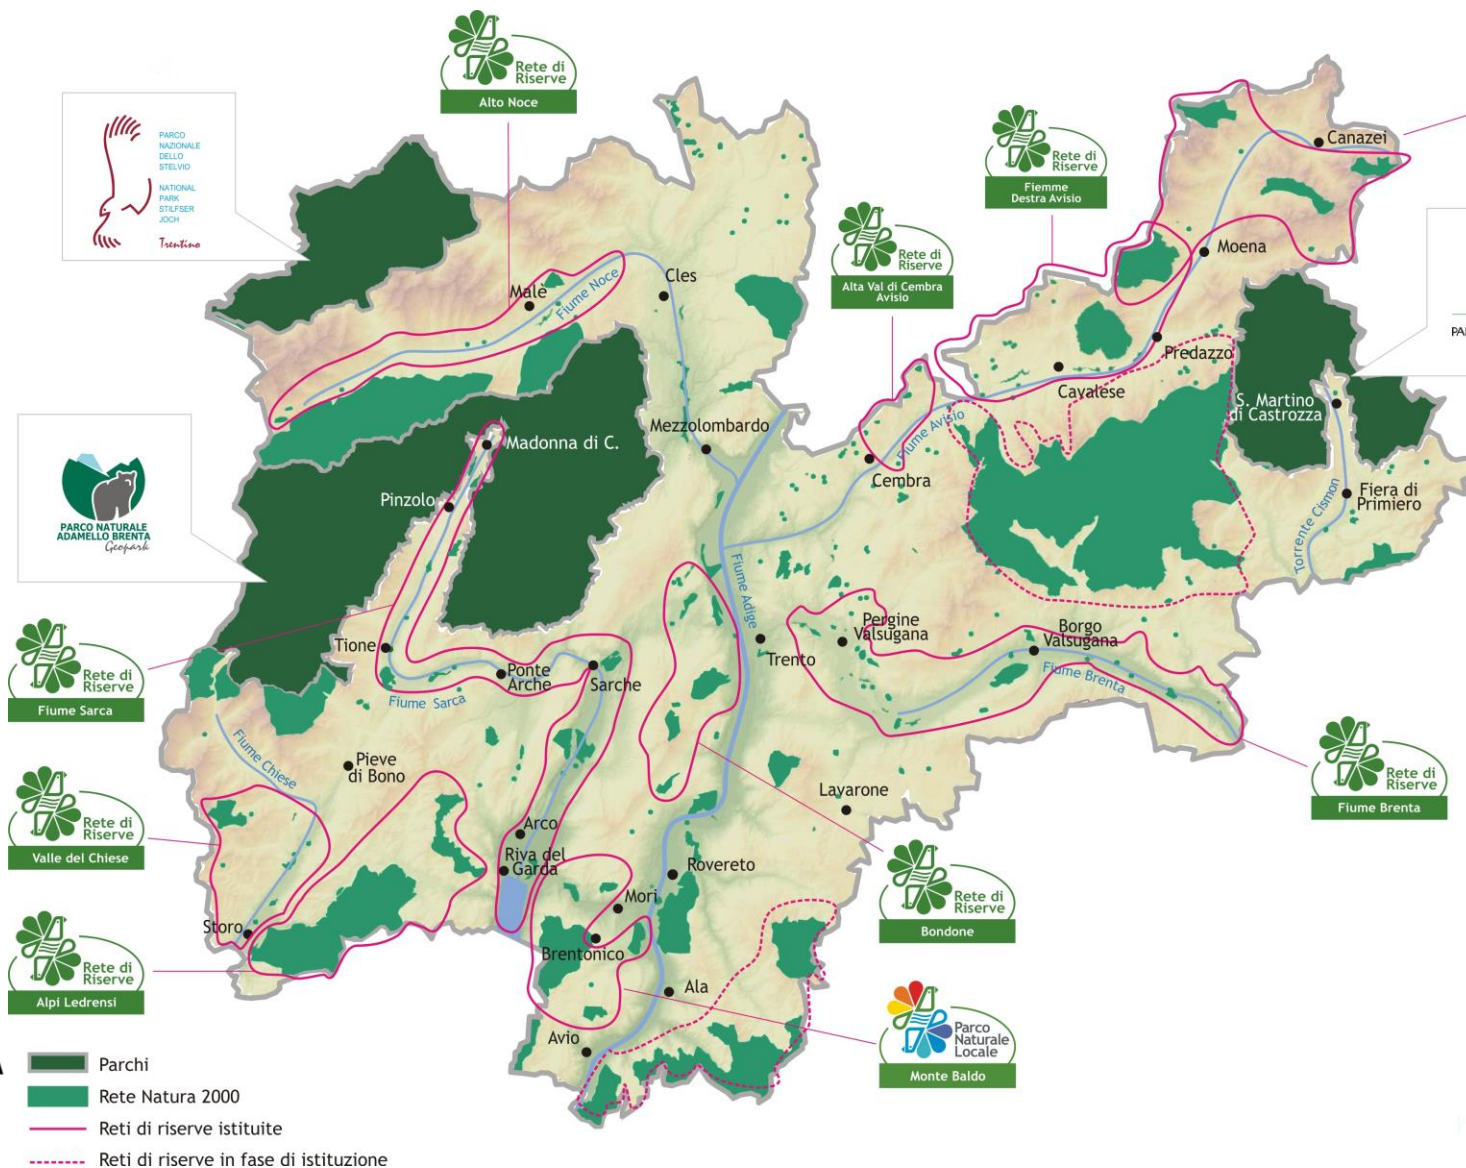 Rete di
Riserve
Alto Noce
PARCO
NAZIONALE
DELLO
STELVIO
NATIONAL
PARK
STILFSER
JOCH
Trentino
Rete di
Riserve
Fiemme
Destra Avisio
Canazei
Rete di
Riserve
Alta Val di Cembra
Avisio
Moena
Cles
Malè
Fiume Noce
Predazzo
Cavalese
S. Martino
di Castrozza
Fiume Avisio
Mezzolombardo
Madonna di C.
Cembra
Pinzolo
Fiera di
Primiero
Torrente Cismon
PARCO NATURALE
ADAMELLO BRENTA
Geopark
Fiume Adige
Pergine
Valsugana
Borgo
Valsugana
Trento
Fiume Brenta
Tione
Ponte
Arche
Sarche
Fiume Sarca
Rete di
Riserve
Fiume Sarca
Fiume Chiese
Pieve
di Bono
Lavarone
Rete di
Riserve
Fiume Brenta
Rete di
Riserve
Valle del Chiese
Arco
Riva del
Garda
Rovereto
Mori
Rete di
Riserve
Bondone
Storo
Brentonico
Rete di
Riserve
Alpi Ledrensi
Ala
Avio
Parco
Naturale
Locale
Monte Baldo
Parchi
Rete Natura 2000
Reti di riserve istituite
Reti di riserve in fase di istituzione